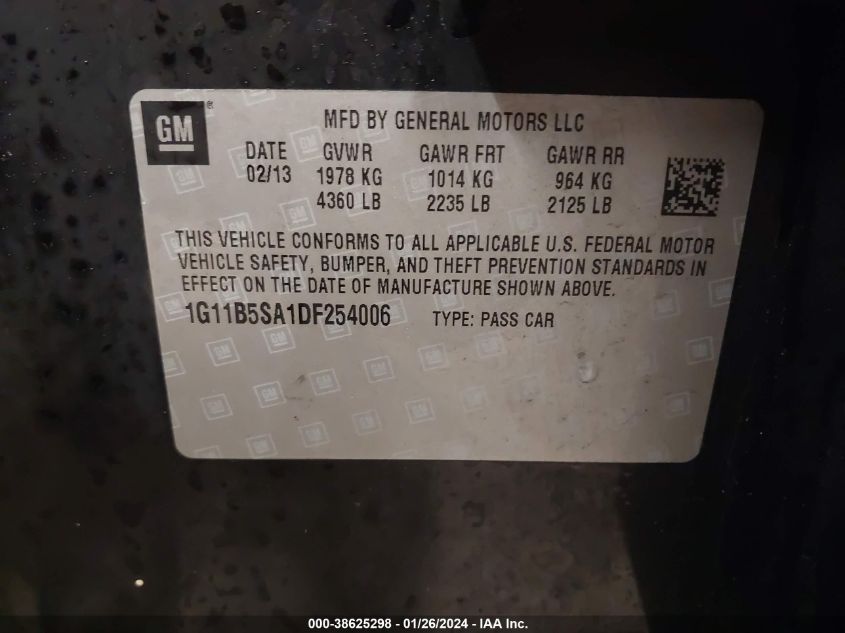 GM ®
MFD BY GENERAL MOTORS LLC
DATE GVWR GAWR FRT GAWR RR
02/13 1978 KG 1014 KG 964 KG
4360 LB 2235 LB 2125 LB
THIS VEHICLE CONFORMS TO ALL APPLICABLE U.S. FEDERAL MOTOR
VEHICLE SAFETY, BUMPER, AND THEFT PREVENTION STANDARDS IN
EFFECT ON THE DATE OF MANUFACTURE SHOWN ABOVE.
1G11B5SA1DF254006 TYPE: PASS CAR
000-38625298 - 01/26/2024 - IAA Inc.